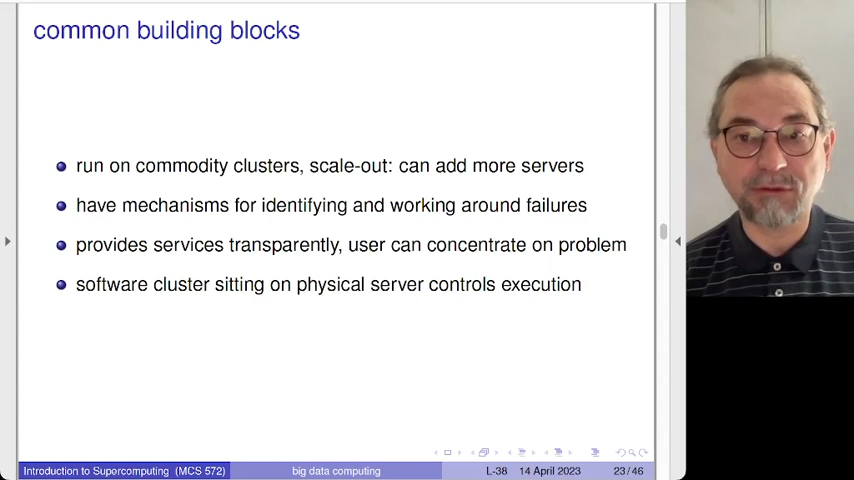 common building blocks
run on commodity clusters, scale-out: can add more servers
have mechanisms for identifying and working around failures
provides services transparently, user can concentrate on problem
software cluster sitting on physical server controls execution
Introduction to Supercomputing (MCS 572) big data computing L-38 14 April 2023 23 / 46